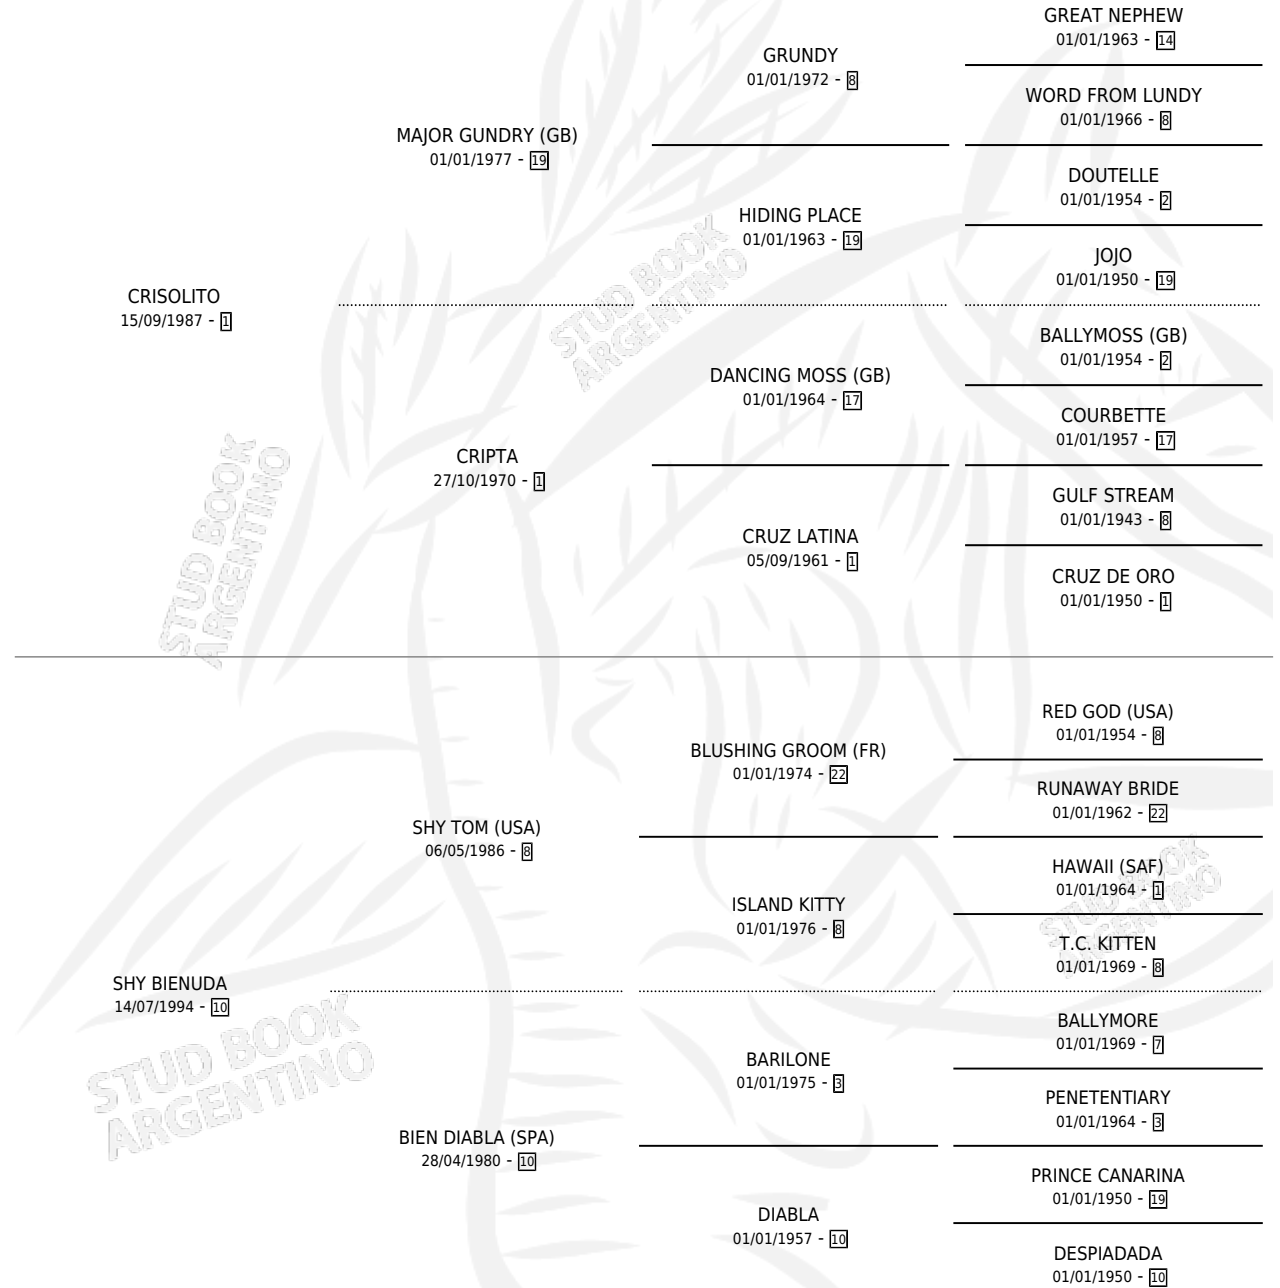 GREAT NEPHEW
01/01/1963 - 14
GRUNDY
01/01/1972 - 8
WORD FROM LUNDY
01/01/1966 - 8
MAJOR GUNDRY (GB)
01/01/1977 - 19
DOUTELLE
01/01/1954 - 2
HIDING PLACE
01/01/1963 - 19
JOJO
01/01/1950 - 19
CRISOLITO
15/09/1987 - 1
STUD BOOK
ARGENTINO
BALLYMOSS (GB)
01/01/1954 - 2
DANCING MOSS (GB)
01/01/1964 - 17
COURBETTE
01/01/1957 - 17
CRIPTA
27/10/1970 - 1
GULF STREAM
01/01/1943 - 8
CRUZ LATINA
05/09/1961 - 1
CRUZ DE ORO
01/01/1950 - 1
STUD BOOK
ARGENTINO
RED GOD (USA)
01/01/1954 - 8
BLUSHING GROOM (FR)
01/01/1974 - 22
RUNAWAY BRIDE
01/01/1962 - 22
SHY TOM (USA)
06/05/1986 - 8
HAWAII (SAF)
01/01/1964 - 1
ISLAND KITTY
01/01/1976 - 8
STUD BOOK
ARGENTINO
T.C. KITTEN
01/01/1969 - 8
SHY BIENUDA
14/07/1994 - 10
STUD BOOK
ARGENTINO
BALLYMORE
01/01/1969 - 7
BARILONE
01/01/1975 - 3
PENETENTIARY
01/01/1964 - 3
BIEN DIABLA (SPA)
28/04/1980 - 10
PRINCE CANARINA
01/01/1950 - 19
DIABLA
01/01/1957 - 10
DESPIADADA
01/01/1950 - 10